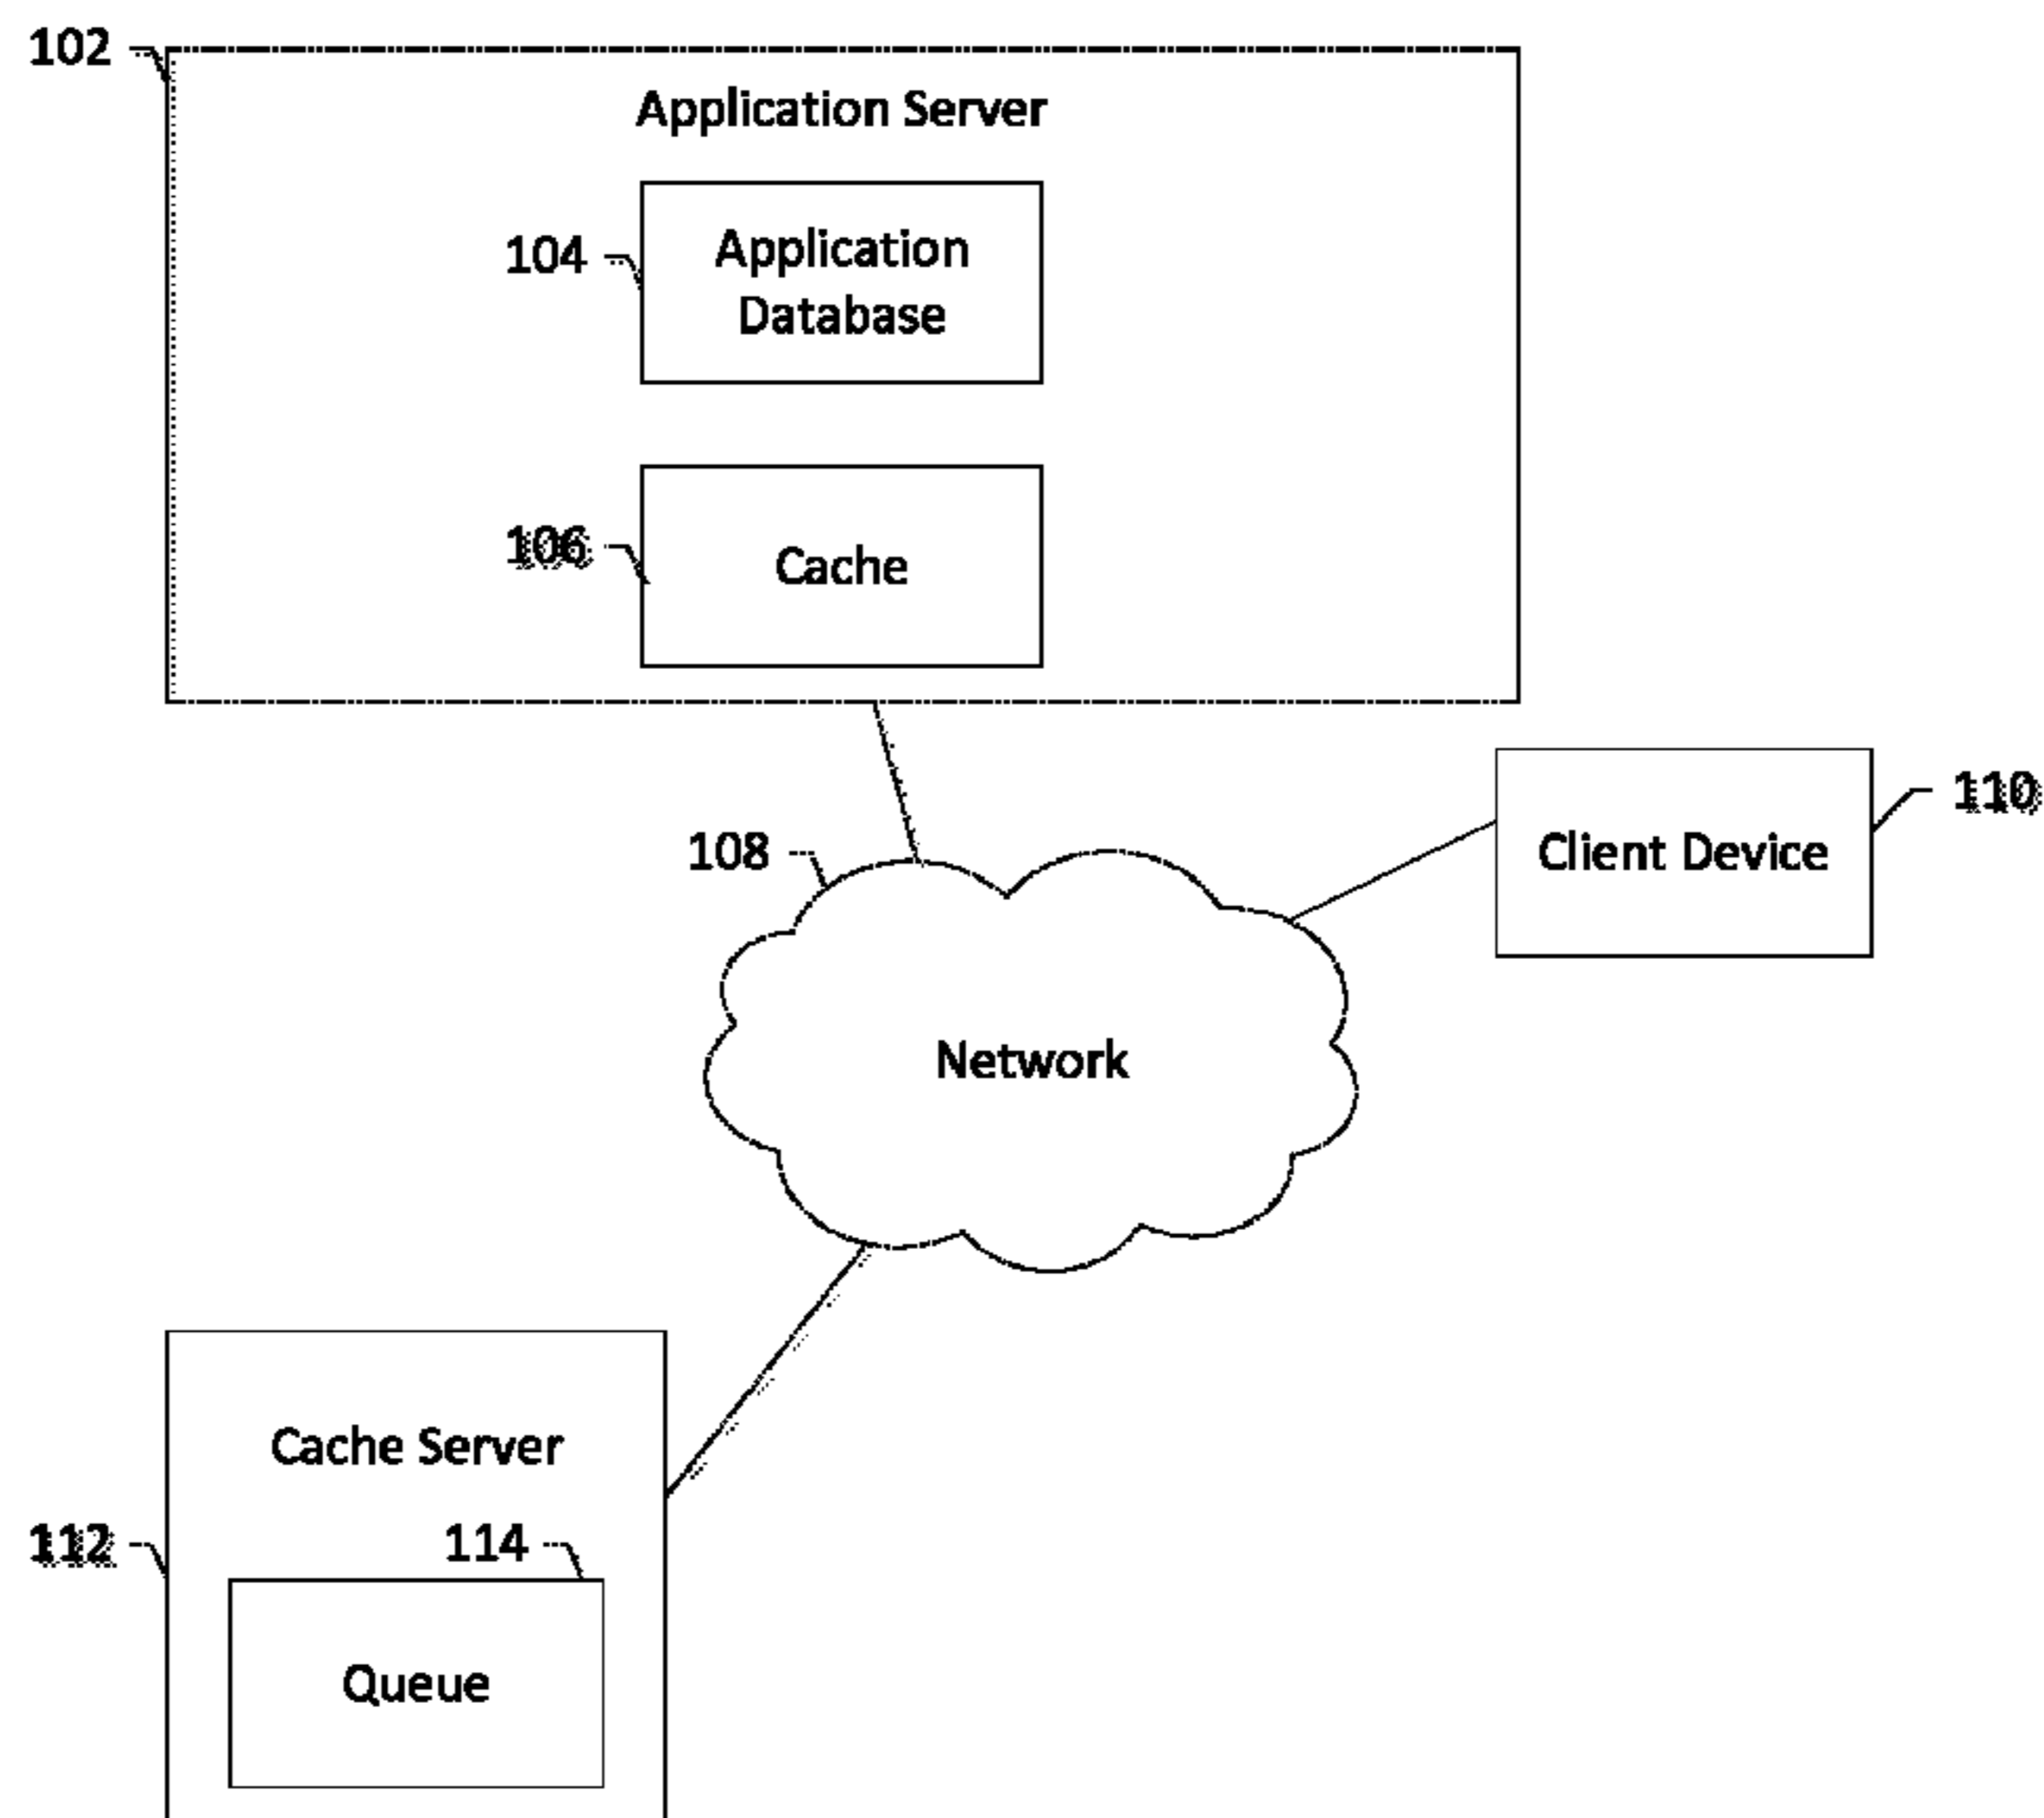 102
Application Server
104
Application
Database
106
Cache
108
110
Client Device
Network
Cache Server
112
114
Queue